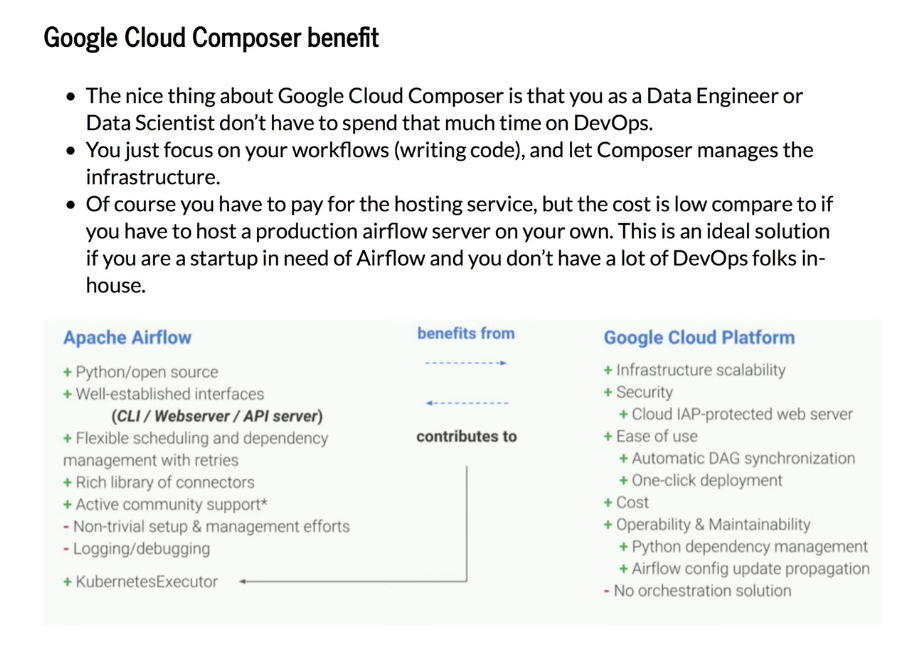 Google Cloud Composer benefit
• The nice thing about Google Cloud Composer is that you as a Data Engineer or
Data Scientist don't have to spend that much time on DevOps.
• You just focus on your workflows (writing code), and let Composer manages the
infrastructure.
• Of course you have to pay for the hosting service, but the cost is low compare to if
you have to host a production airflow server on your own. This is an ideal solution
if you are a startup in need of Airflow and you don't have a lot of DevOps folks in-
house.
Apache Airflow
+ Python/open source
+ Well-established interfaces
(CLI / Webserver / API server)
+ Flexible scheduling and dependency
management with retries
+ Rich library of connectors
+ Active community support*
- Non-trivial setup & management efforts
- Logging/debugging
+ KubernetesExecutor
benefits from
contributes to
Google Cloud Platform
+ Infrastructure scalability
+ Security
+ Cloud IAP-protected web server
+ Ease of use
+ Automatic DAG synchronization
+ One-click deployment
+ Cost
+ Operability & Maintainability
+ Python dependency management
+ Airflow config update propagation
- No orchestration solution